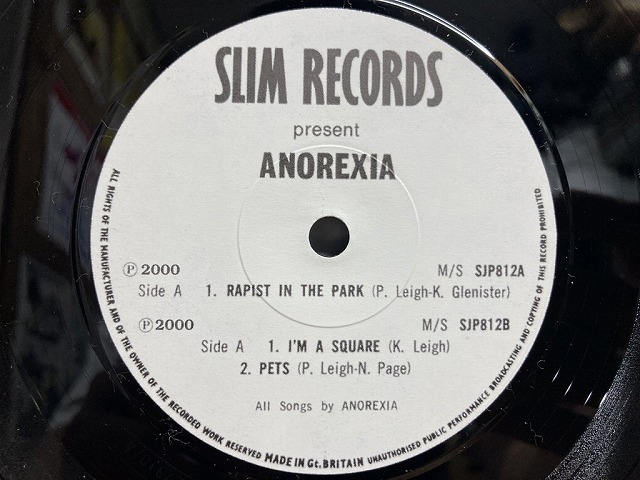 SLIM RECORDS
present
ANOREXIA
℗ 2000 M/S SJP812A
Side A 1. RAPIST IN THE PARK (P. Leigh-K. Glenister)
℗2000 M/S SJP812B
Side A 1. I'M A SQUARE (K. Leigh)
2. PETS (P. Leigh-N. Page)
All Songs by ANOREXIA
ALL RIGHTS OF THE MANUFACTURER AND OF THE OWNER OF THE RECORDED WORK RESERVED MADE IN Gt. BRITAIN UNAUTHORISED PUBLIC PERFORMANCE BROADCASTING AND COPYING OF THIS RECORD PROHIBITED